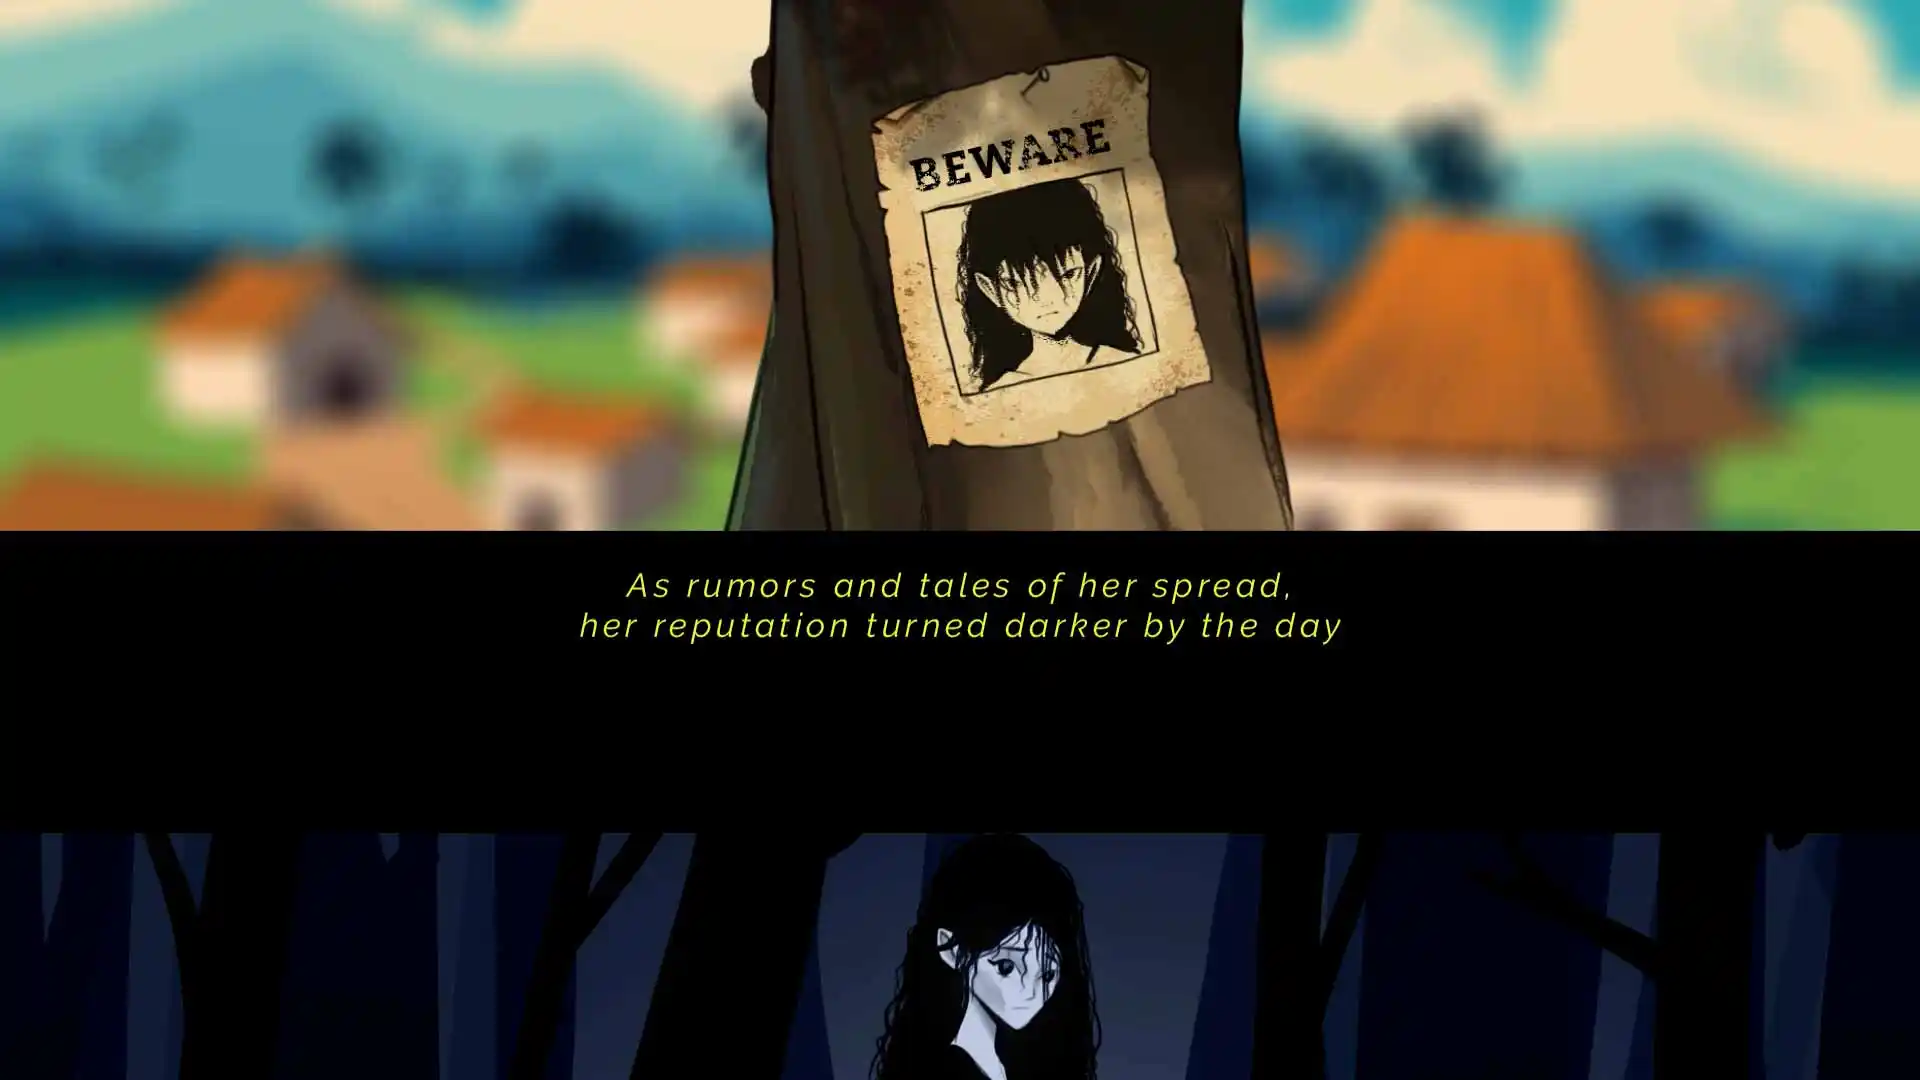 BEWARE
As rumors and tales of her spread,
her reputation turned darker by the day